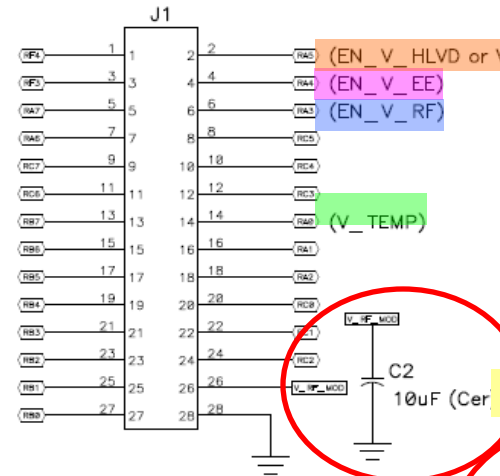 J1
RF4 1 1 2 2 RA5 (EN_V_HLVD or V
RF3 3 3 4 4 RA4 (EN_V_EE)
RA7 5 5 6 6 RA3 (EN_V_RF)
RA6 7 7 8 8 RC5
RC7 9 9 10 10 RC4
RC6 11 11 12 12 RC3
RB7 13 13 14 14 RA0 (V_TEMP)
RB6 15 15 16 16 RA1
RB5 17 17 18 18 RA2
RB4 19 19 20 20 RC0
RB3 21 21 22 22 RC1
RB2 23 23 24 24 RC2
RB1 25 25 26 26 V_RF_MOD
RB0 27 27 28 28
V_RF_MOD
C2
10uF (Cer